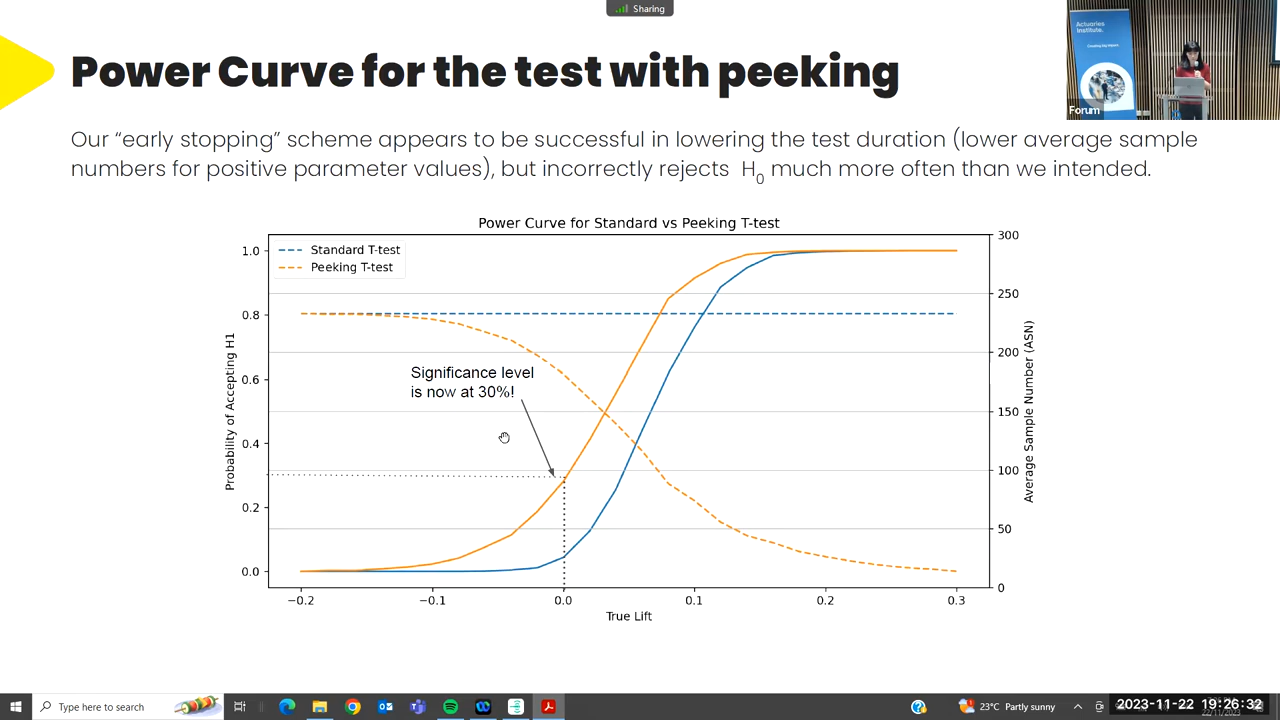 Sharing
Power Curve for the test with peeking
Actuaries
Institute.
Forum
Our “early stopping” scheme appears to be successful in lowering the test duration (lower average sample
numbers for positive parameter values), but incorrectly rejects H0 much more often than we intended.
Power Curve for Standard vs Peeking T-test
Standard T-test
Peeking T-test
1.0
0.8
0.6
0.4
0.2
0.0
Probability of Accepting H1
Significance level
is now at 30%!
300
250
200
150
100
50
0
Average Sample Number (ASN)
−0.2 −0.1 0.0 0.1 0.2 0.3
True Lift
Type here to search
23°C Partly sunny
2023-11-22 19:26:32